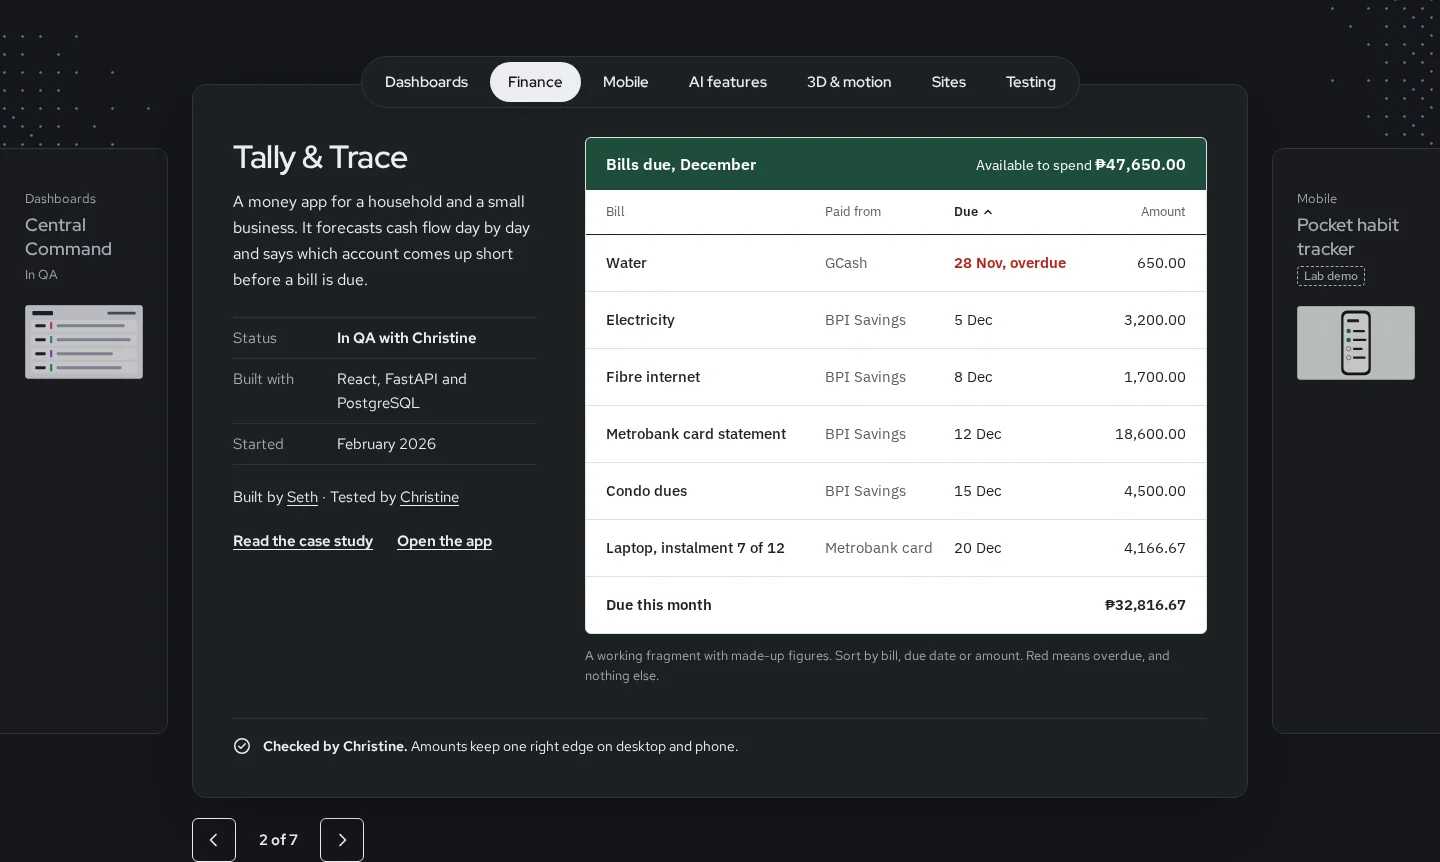 Dashboards Finance Mobile AI features 3D & motion Sites Testing
Dashboards
Central
Command
In QA
Tally & Trace
A money app for a household and a small
business. It forecasts cash flow day by day
and says which account comes up short
before a bill is due.
Status In QA with Christine
Built with React, FastAPI and
PostgreSQL
Started February 2026
Built by Seth · Tested by Christine
Read the case study Open the app
Bills due, December Available to spend ₱47,650.00
Bill Paid from Due Amount
Water GCash 28 Nov, overdue 650.00
Electricity BPI Savings 5 Dec 3,200.00
Fibre internet BPI Savings 8 Dec 1,700.00
Metrobank card statement BPI Savings 12 Dec 18,600.00
Condo dues BPI Savings 15 Dec 4,500.00
Laptop, instalment 7 of 12 Metrobank card 20 Dec 4,166.67
Due this month ₱32,816.67
A working fragment with made-up figures. Sort by bill, due date or amount. Red means overdue, and
nothing else.
Checked by Christine. Amounts keep one right edge on desktop and phone.
Mobile
Pocket habit
tracker
Lab demo
2 of 7